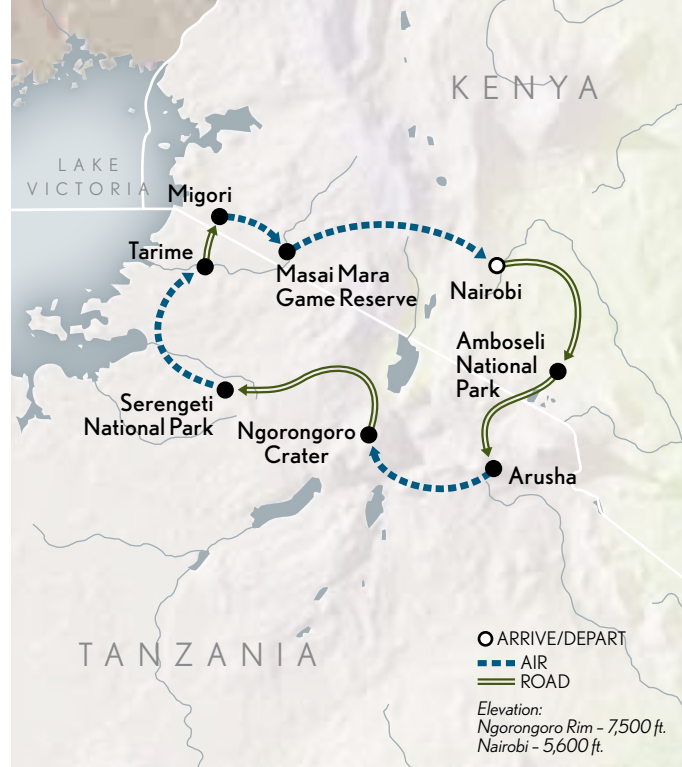 KENYA
LAKE
VICTORIA
Migori
Tarime
Masai Mara
Game Reserve
Nairobi
Amboseli
National
Park
Serengeti
National Park
Ngorongoro
Crater
Arusha
TANZANIA
ARRIVE/DEPART
AIR
ROAD
Elevation:
Ngorongoro Rim – 7,500 ft.
Nairobi – 5,600 ft.